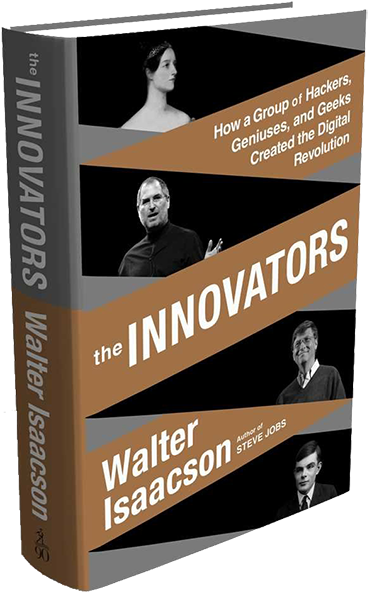 the INNOVATORS Walter Isaacson
How a Group of Hackers,
Geniuses, and Geeks
Created the Digital
Revolution
the INNOVATORS
Walter
Isaacson
Author of
STEVE JOBS